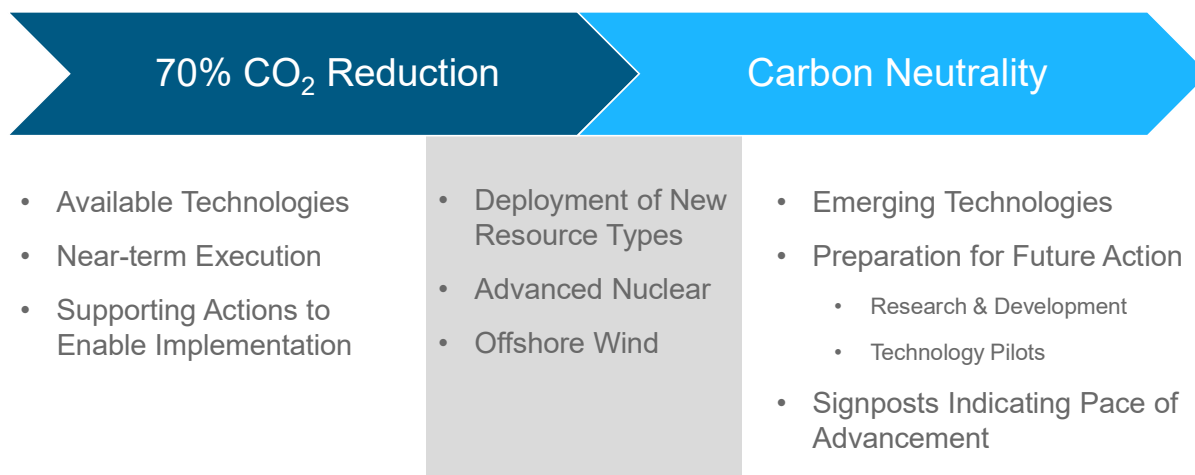 70% CO₂ Reduction
Carbon Neutrality
• Available Technologies
• Near-term Execution
• Supporting Actions to
Enable Implementation
• Deployment of New
Resource Types
• Advanced Nuclear
• Offshore Wind
• Emerging Technologies
• Preparation for Future Action
• Research & Development
• Technology Pilots
• Signposts Indicating Pace of
Advancement